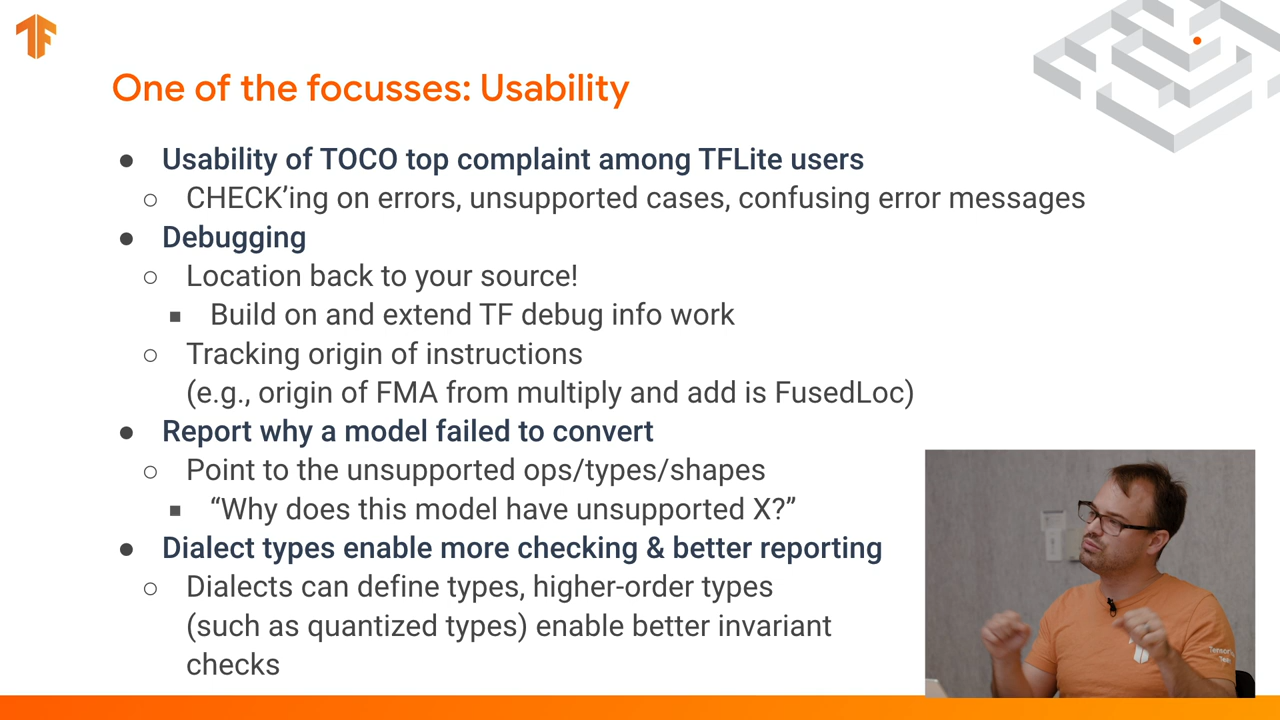 One of the focusses: Usability
● Usability of TOCO top complaint among TFLite users
○ CHECK’ing on errors, unsupported cases, confusing error messages
● Debugging
○ Location back to your source!
■ Build on and extend TF debug info work
○ Tracking origin of instructions
(e.g., origin of FMA from multiply and add is FusedLoc)
● Report why a model failed to convert
○ Point to the unsupported ops/types/shapes
■ “Why does this model have unsupported X?”
● Dialect types enable more checking & better reporting
○ Dialects can define types, higher-order types
(such as quantized types) enable better invariant
checks